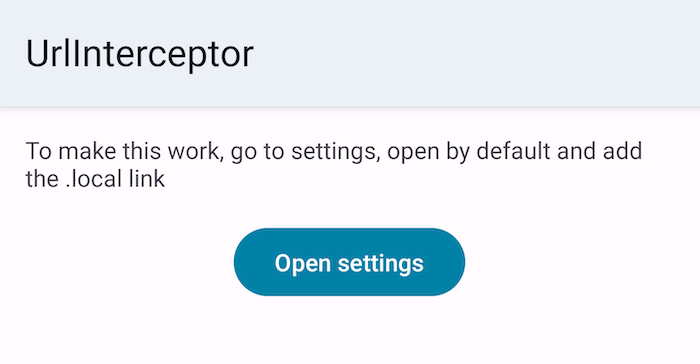 UrlInterceptor
To make this work, go to settings, open by default and add
the .local link
Open settings